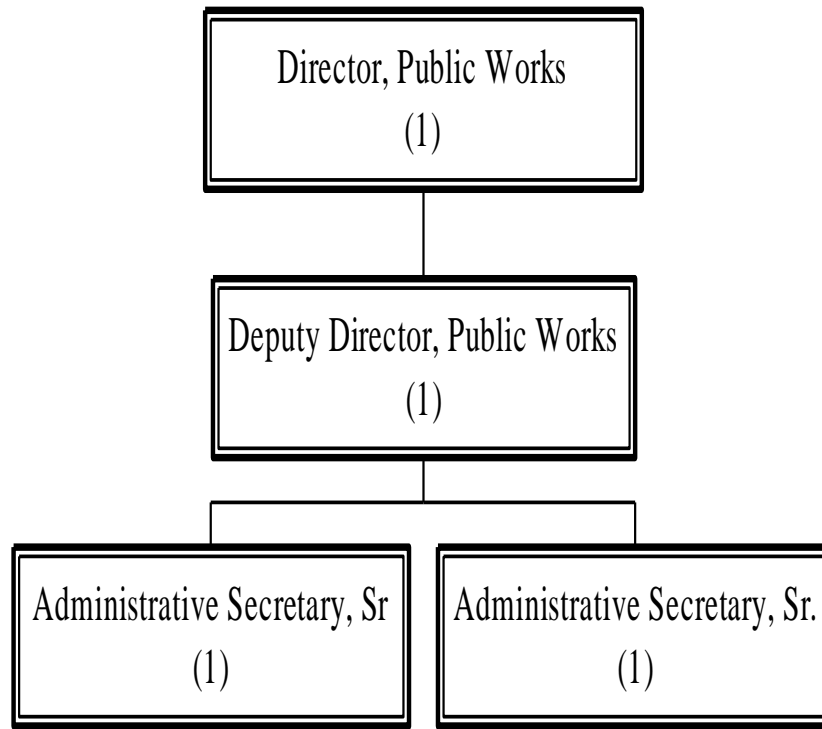 Director, Public Works
(1)
Deputy Director, Public Works
(1)
Administrative Secretary, Sr
(1)
Administrative Secretary, Sr.
(1)